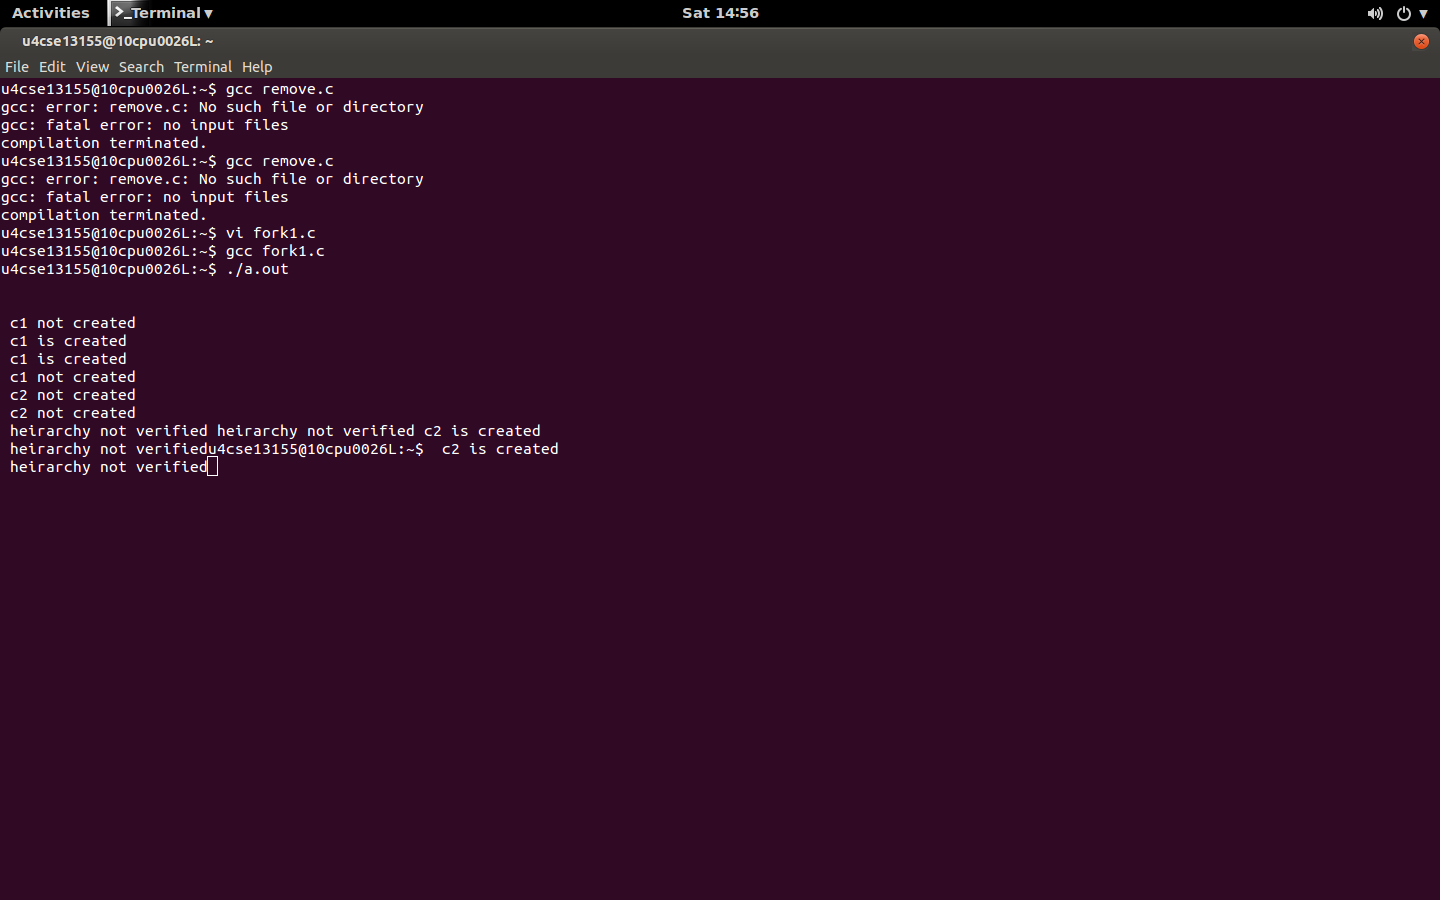 Activities >_Terminal ▾ Sat 14:56
u4cse13155@10cpu0026L: ~
File Edit View Search Terminal Help
u4cse13155@10cpu0026L:~$ gcc remove.c
gcc: error: remove.c: No such file or directory
gcc: fatal error: no input files
compilation terminated.
u4cse13155@10cpu0026L:~$ gcc remove.c
gcc: error: remove.c: No such file or directory
gcc: fatal error: no input files
compilation terminated.
u4cse13155@10cpu0026L:~$ vi fork1.c
u4cse13155@10cpu0026L:~$ gcc fork1.c
u4cse13155@10cpu0026L:~$ ./a.out
c1 not created
c1 is created
c1 is created
c1 not created
c2 not created
c2 not created
heirarchy not verified heirarchy not verified c2 is created
heirarchy not verifiedu4cse13155@10cpu0026L:~$  c2 is created
heirarchy not verified